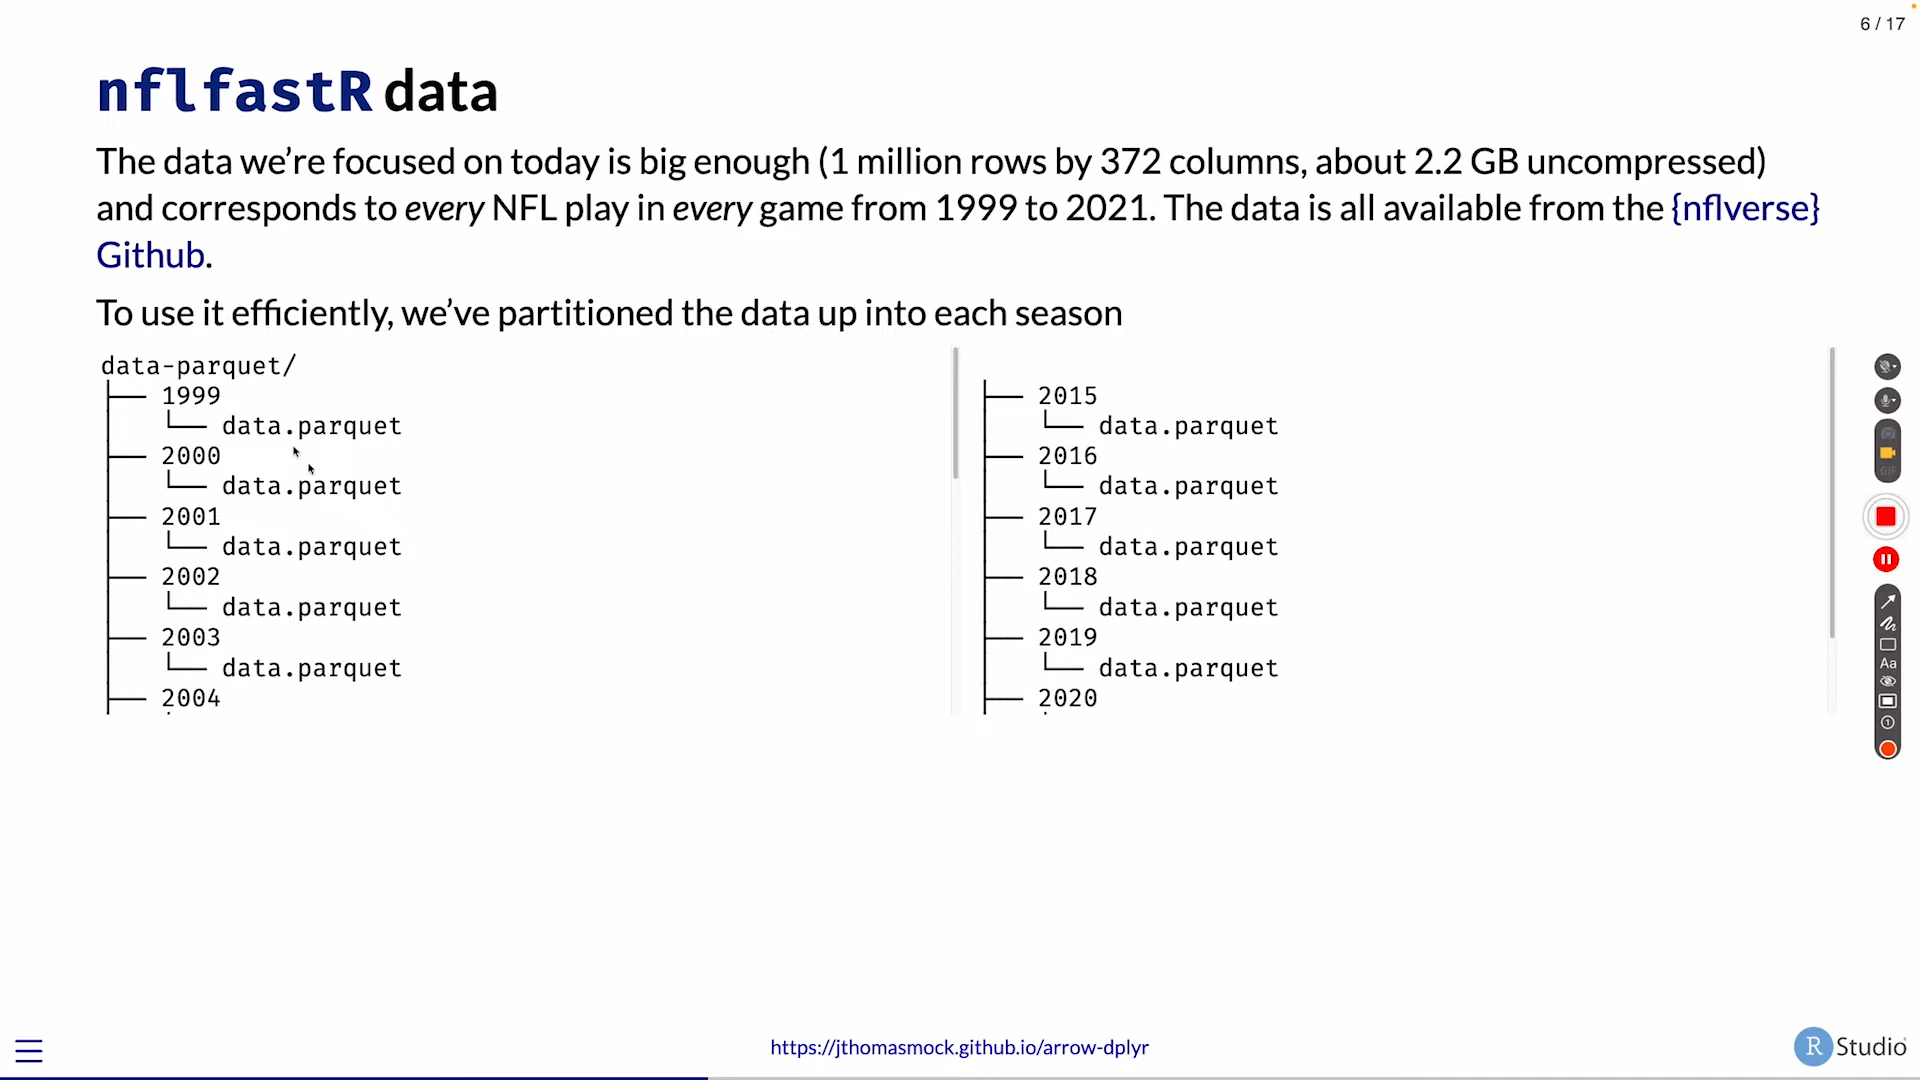 6 / 17
nflfastR data
The data we’re focused on today is big enough (1 million rows by 372 columns, about 2.2 GB uncompressed)
and corresponds to every NFL play in every game from 1999 to 2021. The data is all available from the {nflverse}
Github.
To use it efficiently, we’ve partitioned the data up into each season
data-parquet/
├── 1999
└── data.parquet
├── 2000
└── data.parquet
├── 2001
└── data.parquet
├── 2002
└── data.parquet
├── 2003
└── data.parquet
├── 2004
├── 2015
└── data.parquet
├── 2016
└── data.parquet
├── 2017
└── data.parquet
├── 2018
└── data.parquet
├── 2019
└── data.parquet
├── 2020
GIF
Aa
1
https://jthomasmock.github.io/arrow-dplyr
R Studio